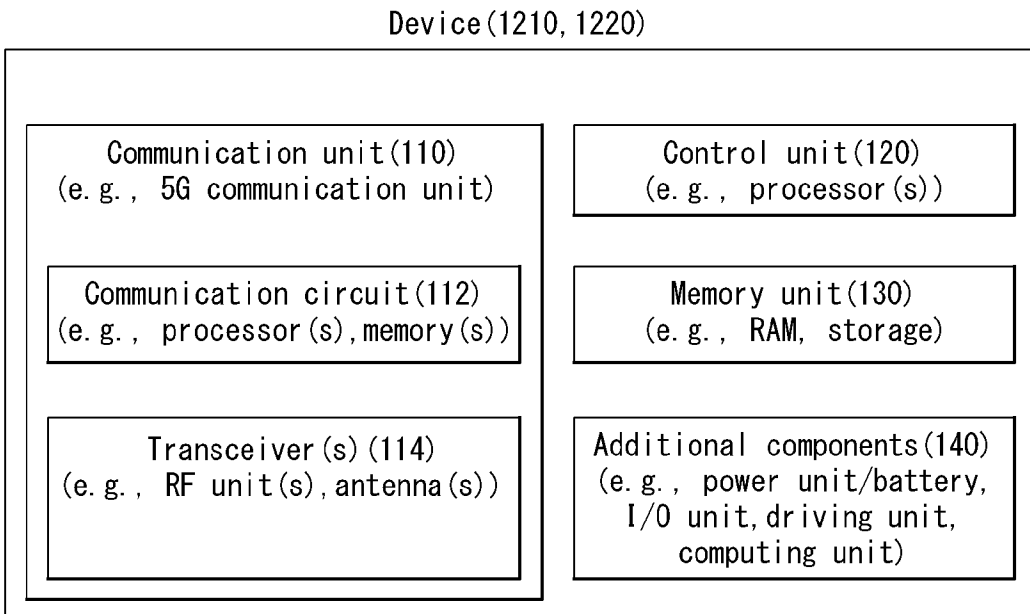 Device(1210,1220)
Communication unit(110)
(e.g., 5G communication unit)
Communication circuit(112)
(e.g., processor(s),memory(s))
Transceiver(s)(114)
(e.g., RF unit(s),antenna(s))
Control unit(120)
(e.g., processor(s))
Memory unit(130)
(e.g., RAM, storage)
Additional components(140)
(e.g., power unit/battery,
I/O unit,driving unit,
computing unit)